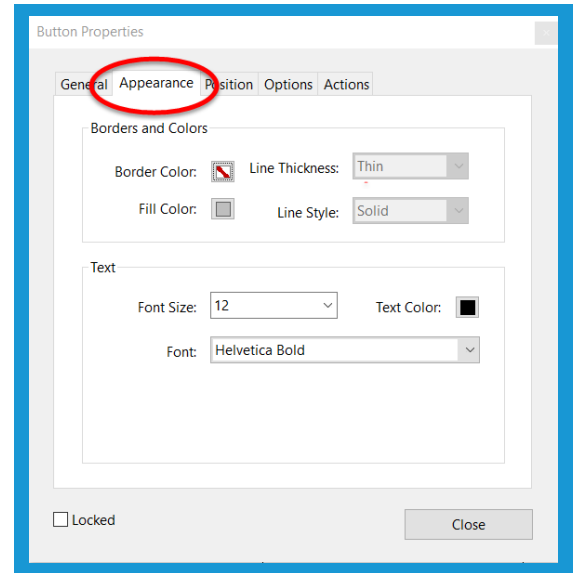 Button Properties
General Appearance Position Options Actions
Borders and Colors
Border Color: Line Thickness: Thin
Fill Color: Line Style: Solid
Text
Font Size: 12 Text Color:
Font: Helvetica Bold
Locked
Close